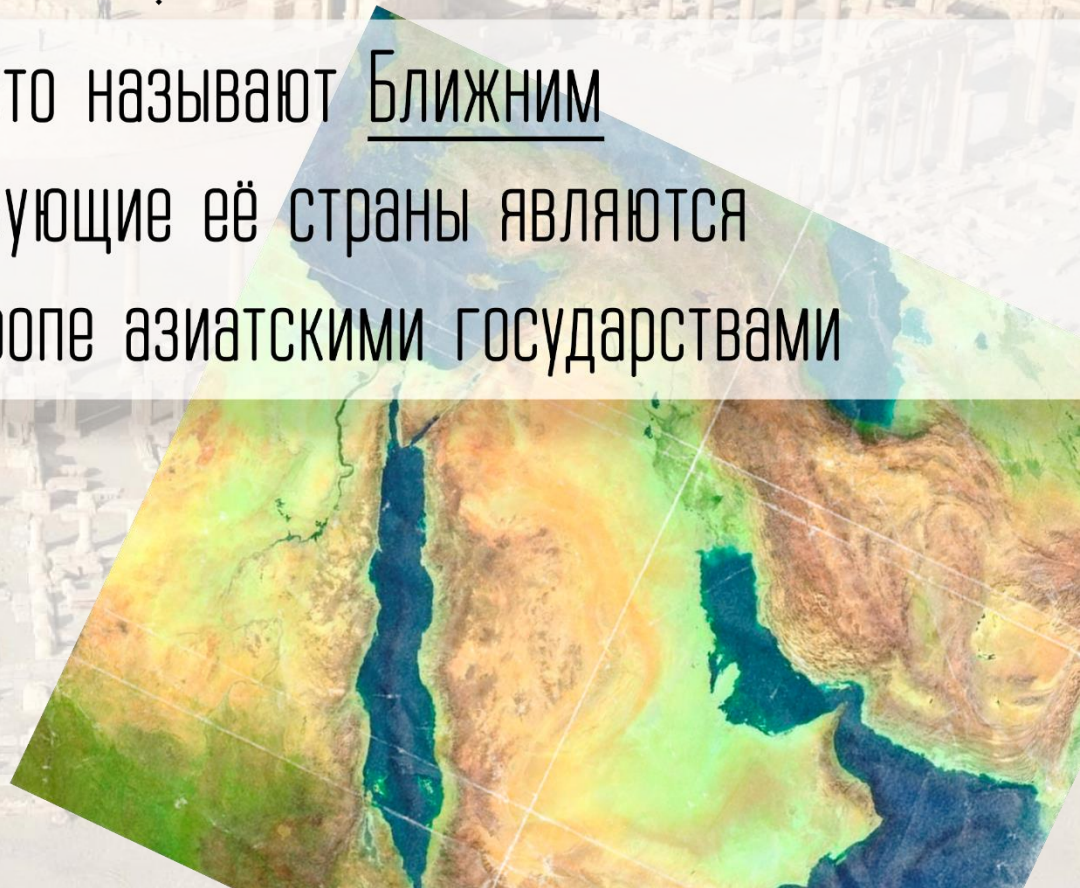 то называют Ближним
ующие её страны являются
опе азиатскими государствами